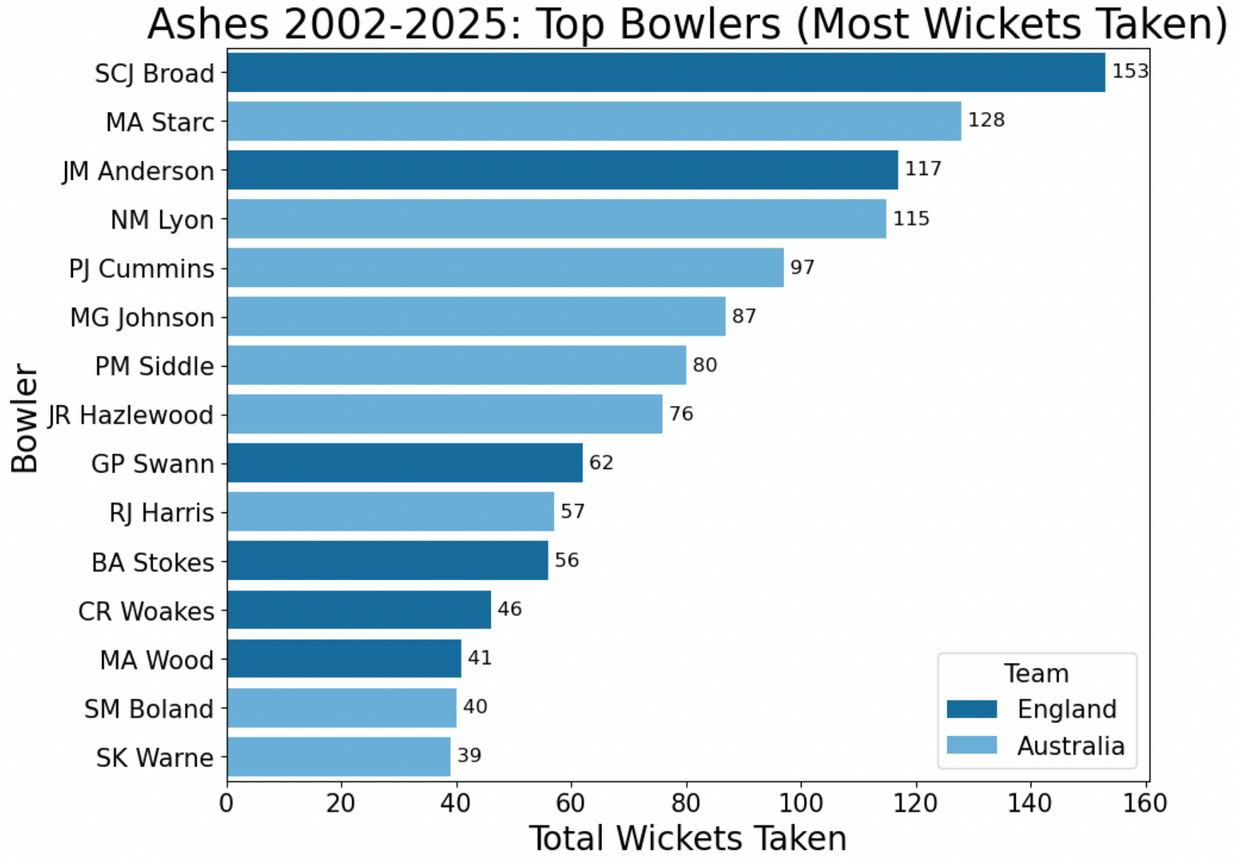 Ashes 2002-2025: Top Bowlers (Most Wickets Taken)
SCJ Broad 153
MA Starc 128
JM Anderson 117
NM Lyon 115
PJ Cummins 97
MG Johnson 87
PM Siddle 80
JR Hazlewood 76
GP Swann 62
RJ Harris 57
BA Stokes 56
CR Woakes 46
MA Wood 41
SM Boland 40
SK Warne 39
Bowler
Team
England
Australia
0 20 40 60 80 100 120 140 160
Total Wickets Taken